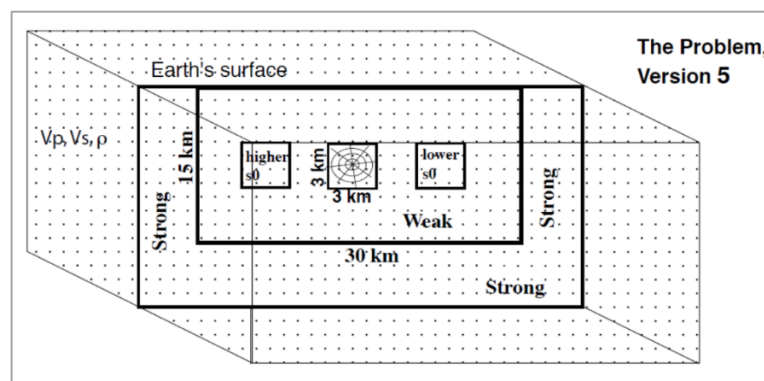 The Problem,
Version 5
Earth's surface
Vp, Vs, ρ
15 km
higher
s0
3 km
3 km
lower
s0
Strong
Strong
Weak
30 km
Strong